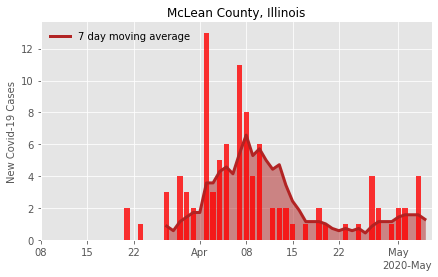 McLean County, Illinois
7 day moving average
New Covid-19 Cases
12
10
8
6
4
2
0
08 15 22 Apr 08 15 22 May
2020-May